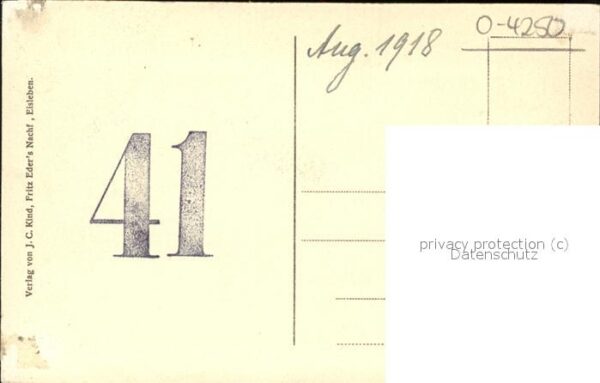 Verlag von J. C. Kind, Fritz Eder's Nachf., Eisleben.
41
Aug. 1918
O-4250
privacy protection (c)
Datenschutz